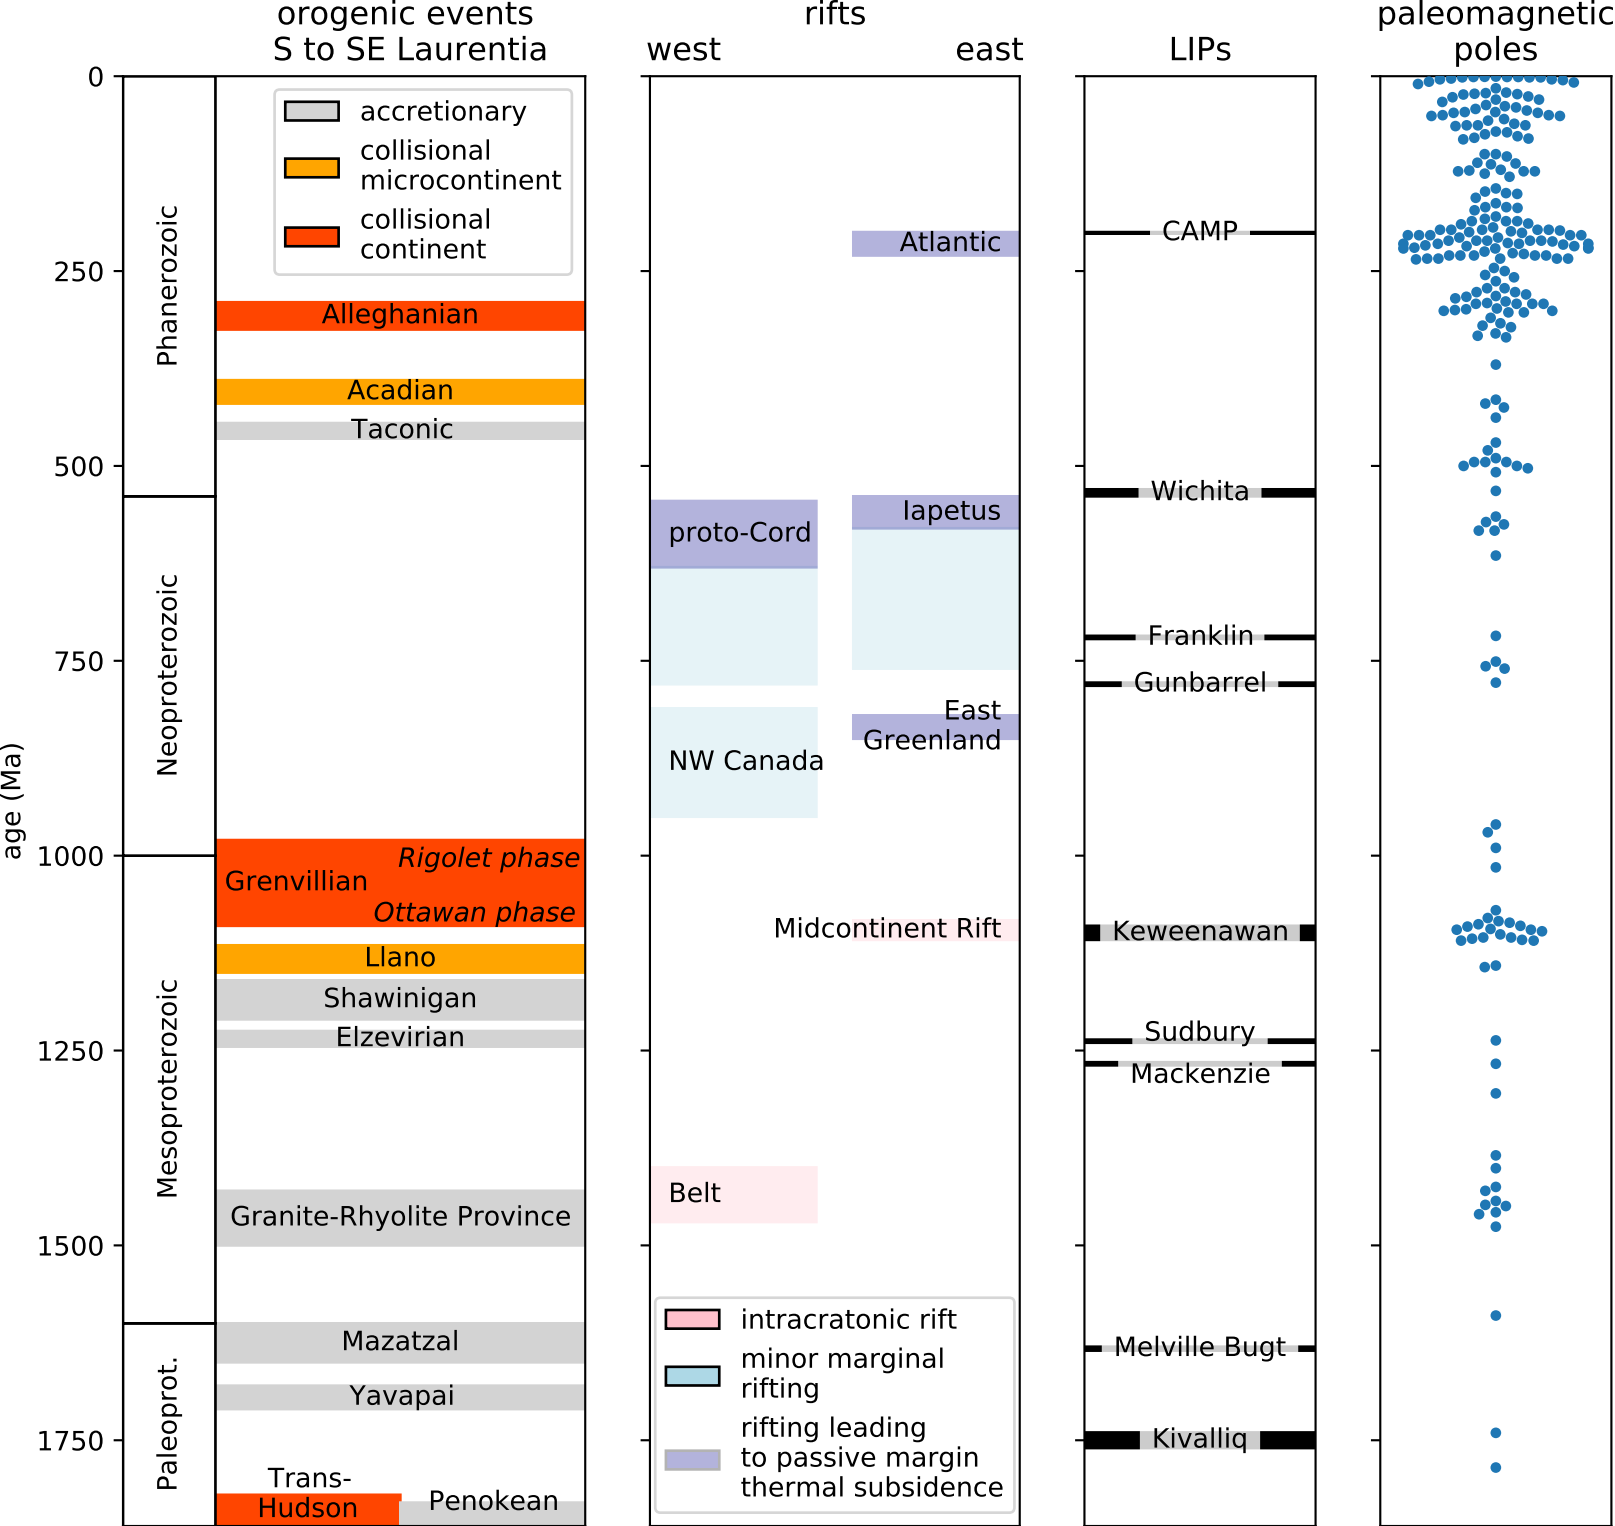 orogenic events
S to SE Laurentia
rifts
west
east
LIPs
paleomagnetic
poles
age (Ma)
0
250
500
750
1000
1250
1500
1750
Phanerozoic
Neoproterozoic
Mesoproterozoic
Paleoprot.
accretionary
collisional
microcontinent
collisional
continent
Alleghanian
Acadian
Taconic
Rigolet phase
Grenvillian
Ottawan phase
Llano
Shawinigan
Elzevirian
Granite-Rhyolite Province
Mazatzal
Yavapai
Trans-
Hudson
Penokean
Atlantic
Iapetus
proto-Cord
East
Greenland
NW Canada
Midcontinent Rift
Belt
intracratonic rift
minor marginal
rifting
rifting leading
to passive margin
thermal subsidence
CAMP
Wichita
Franklin
Gunbarrel
Keweenawan
Sudbury
Mackenzie
Melville Bugt
Kivalliq